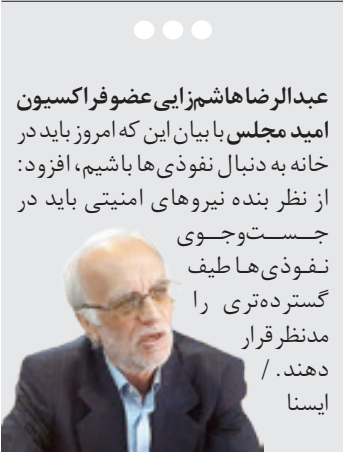 عبدالرضا هاشم‌زایی عضو فراکسیون
امید مجلس با بیان این که امروز باید در
خانه به دنبال نفوذی‌ها باشیم، افزود:
از نظر بنده نیروهای امنیتی باید در
جست‌وجوی
نفوذی‌ها طیف
گسترده‌تری را
مدنظر قرار
دهند. /
ایسنا